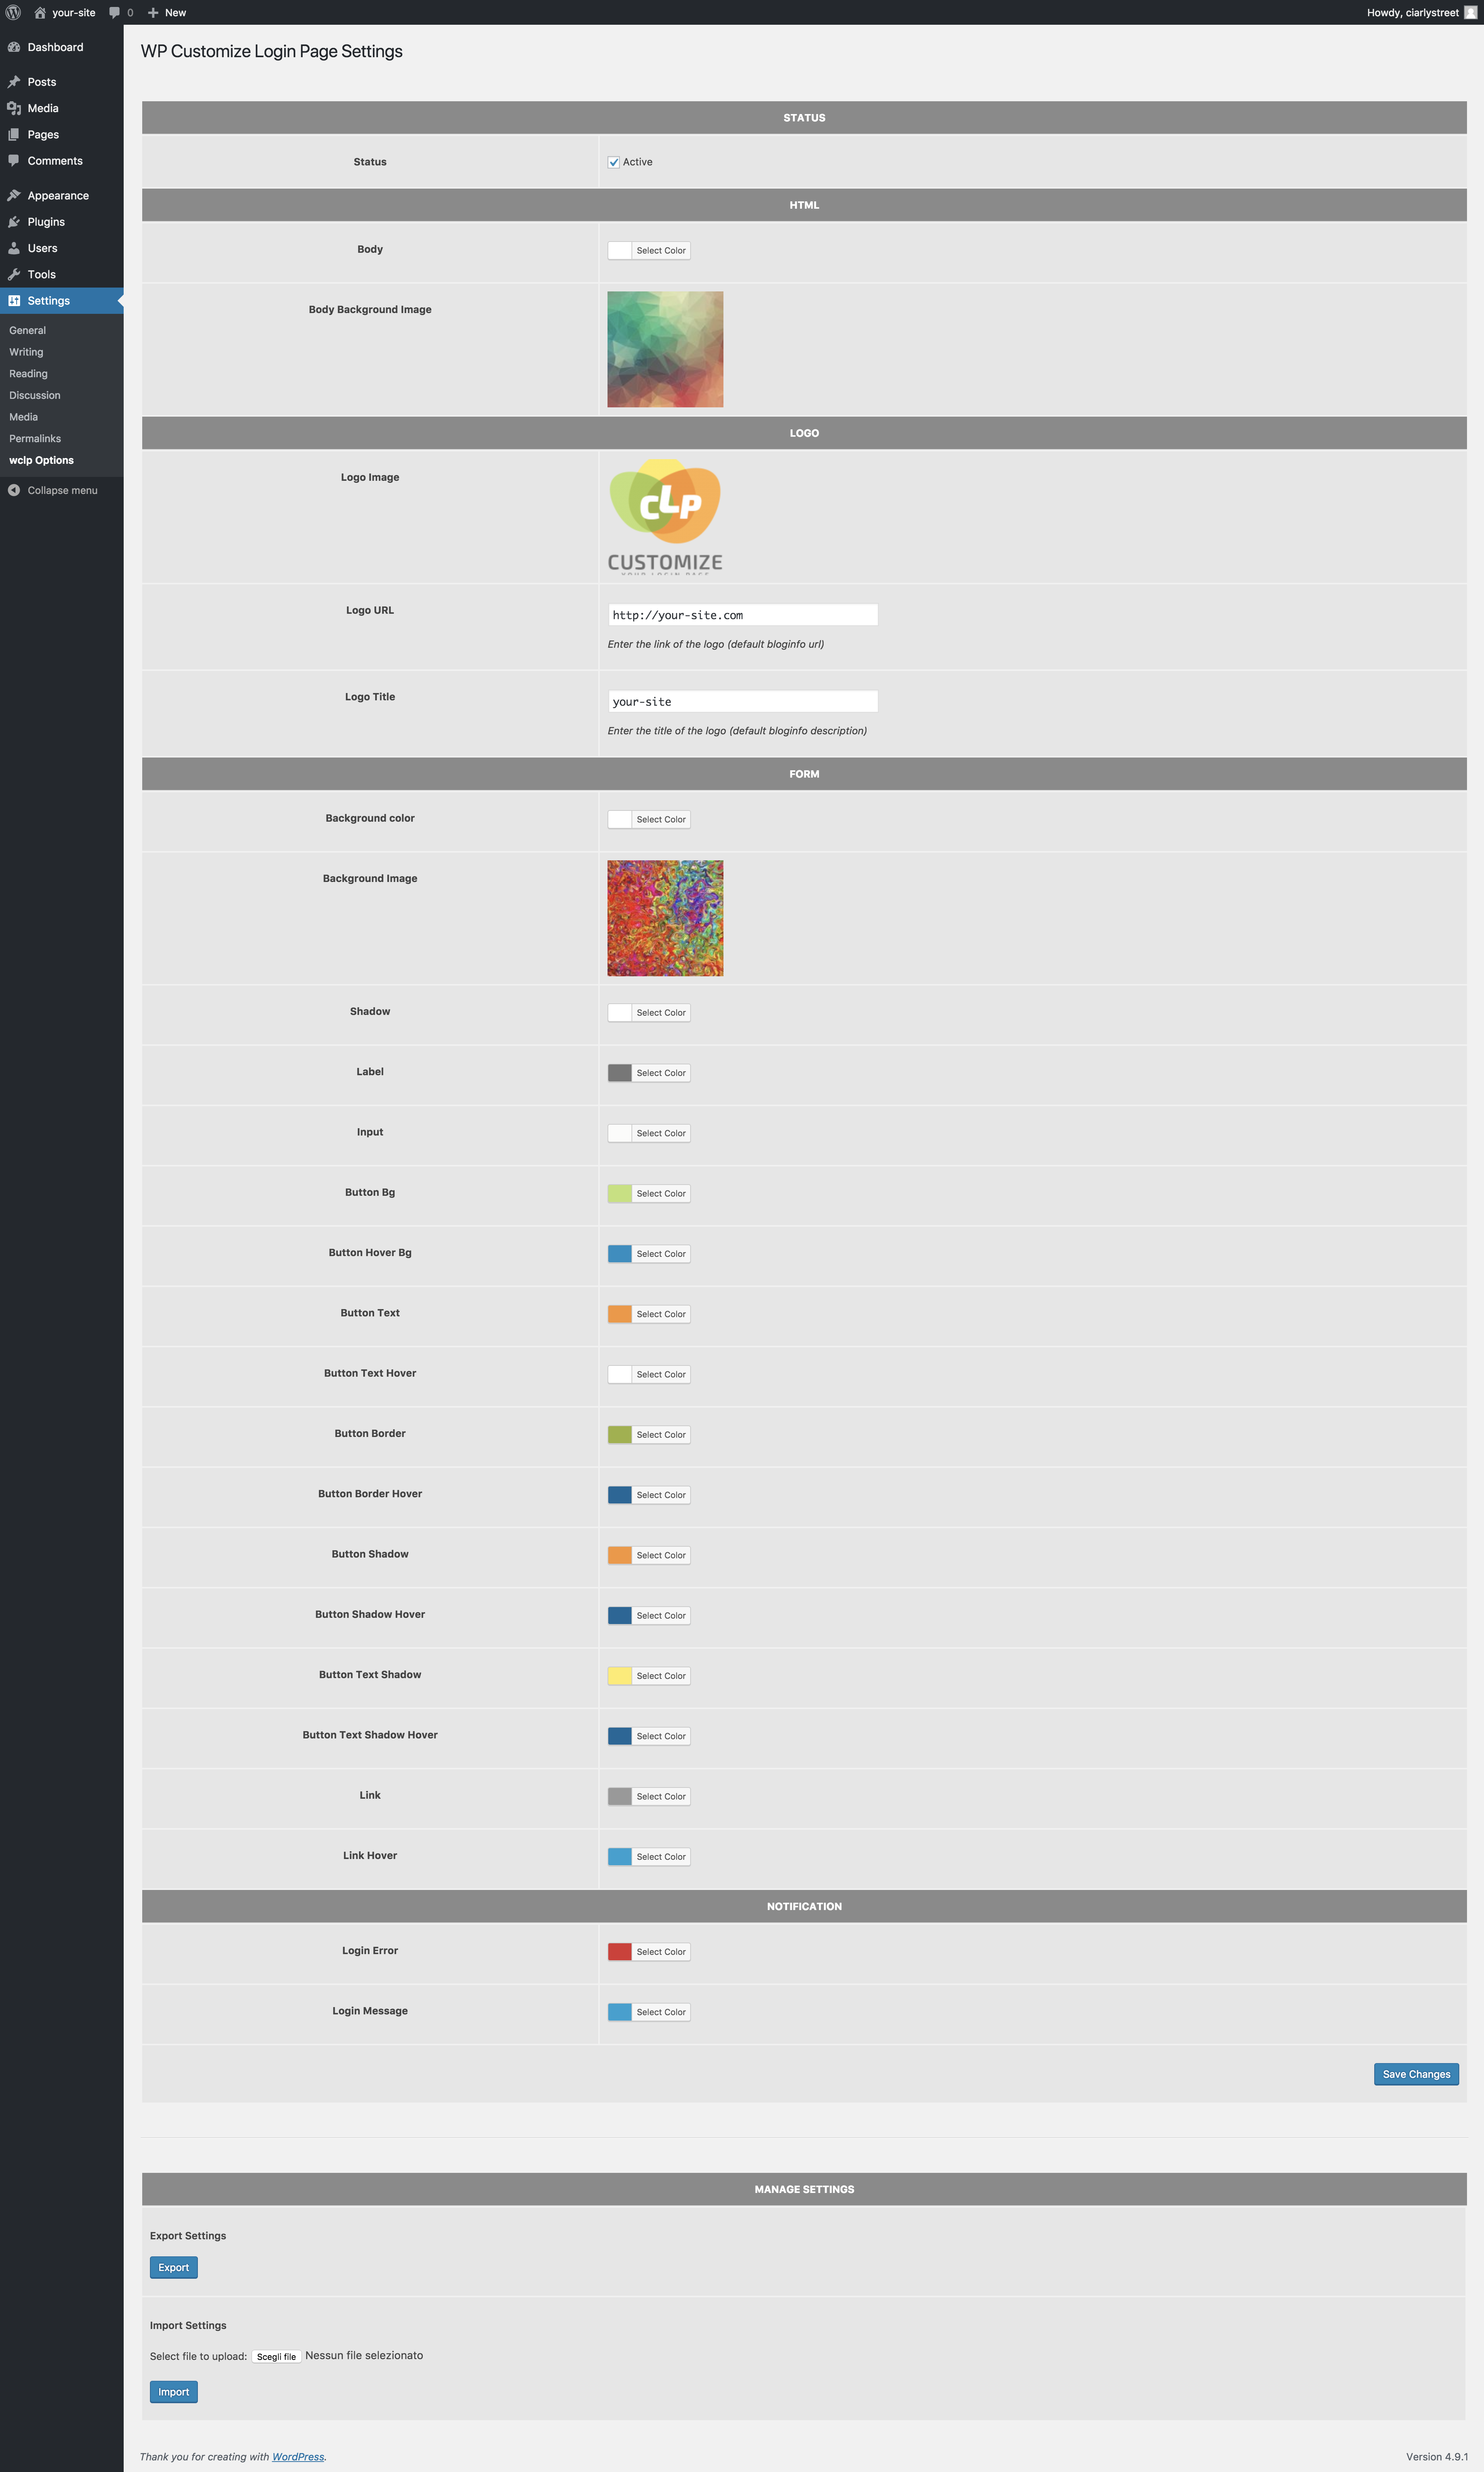 your-site 0 New Howdy, ciarlystreet
Dashboard
Posts
Media
Pages
Comments
Appearance
Plugins
Users
Tools
Settings
General
Writing
Reading
Discussion
Media
Permalinks
wclp Options
Collapse menu
WP Customize Login Page Settings
STATUS
Status Active
HTML
Body Select Color
Body Background Image
LOGO
Logo Image
CLP
CUSTOMIZE
YOUR LOGIN PAGE
Logo URL http://your-site.com
Enter the link of the logo (default bloginfo url)
Logo Title your-site
Enter the title of the logo (default bloginfo description)
FORM
Background color Select Color
Background Image
Shadow Select Color
Label Select Color
Input Select Color
Button Bg Select Color
Button Hover Bg Select Color
Button Text Select Color
Button Text Hover Select Color
Button Border Select Color
Button Border Hover Select Color
Button Shadow Select Color
Button Shadow Hover Select Color
Button Text Shadow Select Color
Button Text Shadow Hover Select Color
Link Select Color
Link Hover Select Color
NOTIFICATION
Login Error Select Color
Login Message Select Color
Save Changes
MANAGE SETTINGS
Export Settings
Export
Import Settings
Select file to upload: Scegli file Nessun file selezionato
Import
Thank you for creating with WordPress. Version 4.9.1